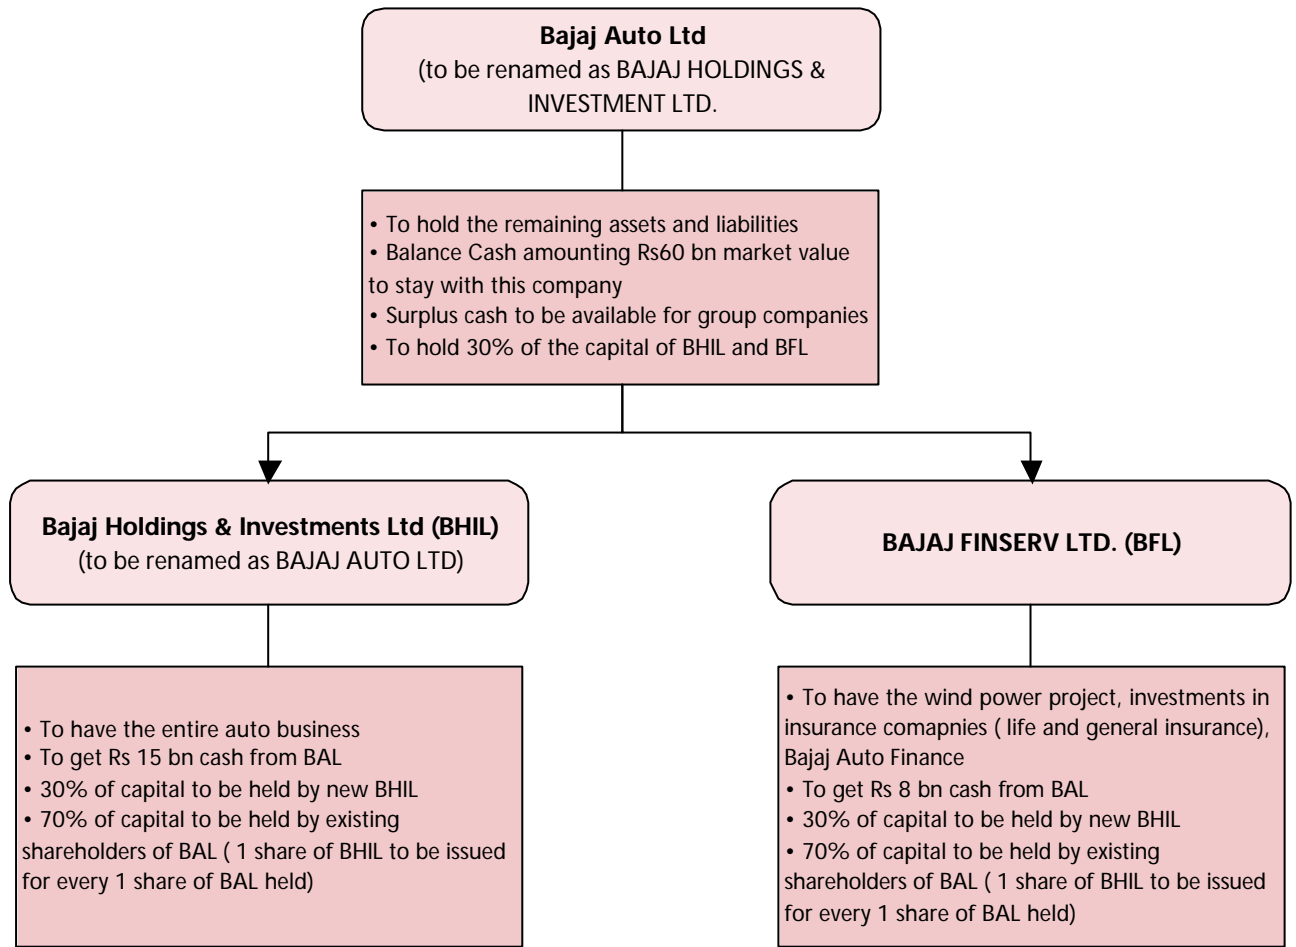 Bajaj Auto Ltd
(to be renamed as BAJAJ HOLDINGS &
INVESTMENT LTD.
• To hold the remaining assets and liabilities
• Balance Cash amounting Rs60 bn market value
to stay with this company
• Surplus cash to be available for group companies
• To hold 30% of the capital of BHIL and BFL
Bajaj Holdings & Investments Ltd (BHIL)
(to be renamed as BAJAJ AUTO LTD)
BAJAJ FINSERV LTD. (BFL)
• To have the entire auto business
• To get Rs 15 bn cash from BAL
• 30% of capital to be held by new BHIL
• 70% of capital to be held by existing
shareholders of BAL ( 1 share of BHIL to be issued
for every 1 share of BAL held)
• To have the wind power project, investments in
insurance comapnies ( life and general insurance),
Bajaj Auto Finance
• To get Rs 8 bn cash from BAL
• 30% of capital to be held by new BHIL
• 70% of capital to be held by existing
shareholders of BAL ( 1 share of BHIL to be issued
for every 1 share of BAL held)